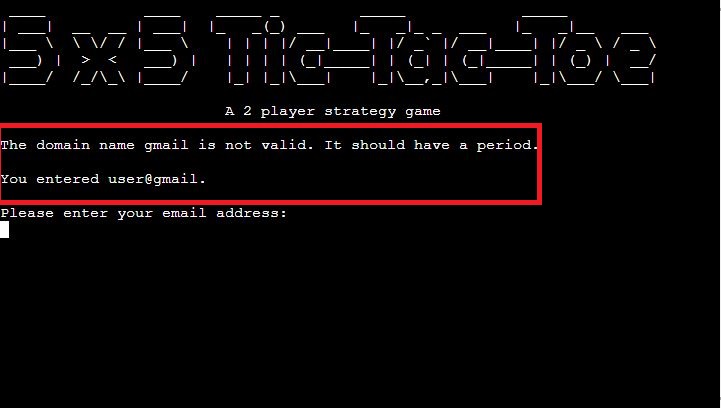 5x5 Tic-Tac-Toe
A 2 player strategy game
The domain name gmail is not valid. It should have a period.
You entered user@gmail.
Please enter your email address: